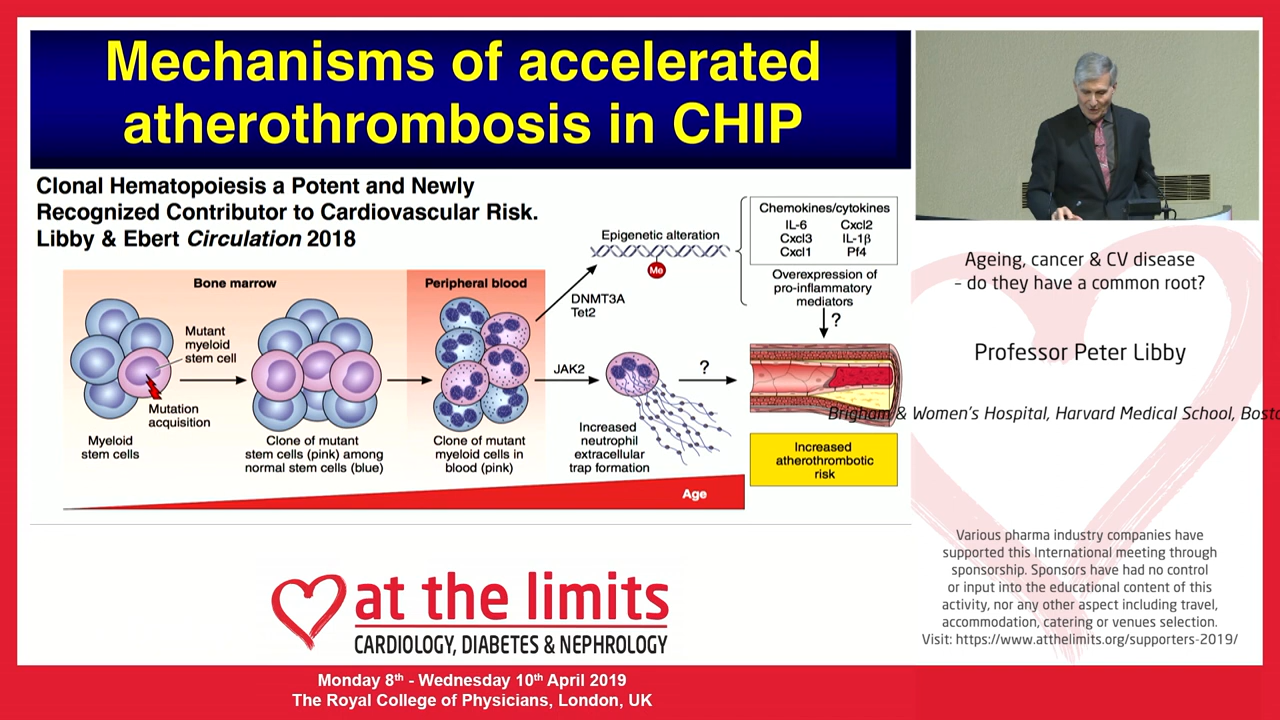 Mechanisms of accelerated
atherothrombosis in CHIP
Clonal Hematopoiesis a Potent and Newly
Recognized Contributor to Cardiovascular Risk.
Libby & Ebert Circulation 2018
Bone marrow
Peripheral blood
Mutant
myeloid
stem cell
Mutation
acquisition
Myeloid
stem cells
Clone of mutant
stem cells (pink) among
normal stem cells (blue)
Clone of mutant
myeloid cells in
blood (pink)
Epigenetic alteration
Me
DNMT3A
Tet2
JAK2
Increased
neutrophil
extracellular
trap formation
?
Chemokines/cytokines
IL-6 Cxcl2
Cxcl3 IL-1β
Cxcl1 Pf4
Overexpression of
pro-inflammatory
mediators
?
Increased
atherothrombotic
risk
Age
at the limits
CARDIOLOGY, DIABETES & NEPHROLOGY
Monday 8th - Wednesday 10th April 2019
The Royal College of Physicians, London, UK
Ageing, cancer & CV disease
– do they have a common root?
Professor Peter Libby
Brigham & Women's Hospital, Harvard Medical School,
Various pharma industry companies have
supported this International meeting through
sponsorship. Sponsors have had no control
or input into the educational content of this
activity, nor any other aspect including travel,
accommodation, catering or venues selection.
Visit: https://www.atthelimits.org/supporters-2019/